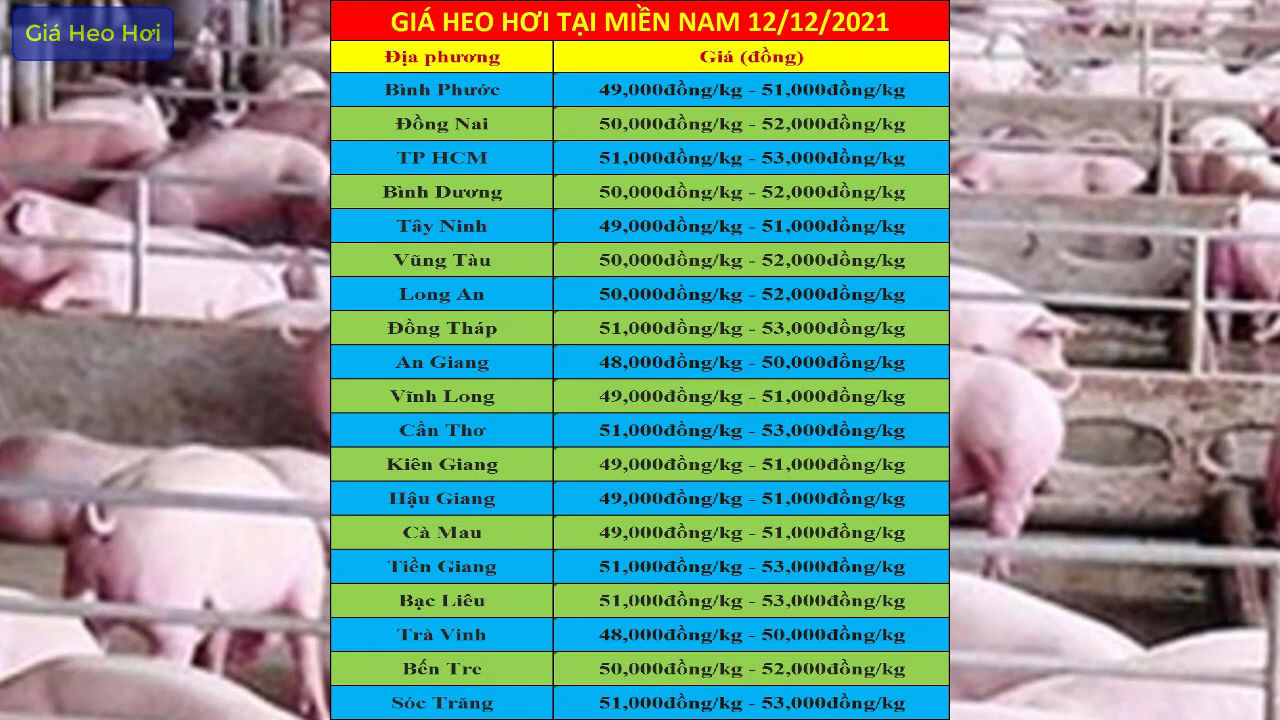 Giá Heo Hơi
GIÁ HEO HƠI TẠI MIỀN NAM 12/12/2021
Địa phương Giá (đồng)
Bình Phước 49,000đồng/kg - 51,000đồng/kg
Đồng Nai 50,000đồng/kg - 52,000đồng/kg
TP HCM 51,000đồng/kg - 53,000đồng/kg
Bình Dương 50,000đồng/kg - 52,000đồng/kg
Tây Ninh 49,000đồng/kg - 51,000đồng/kg
Vũng Tàu 50,000đồng/kg - 52,000đồng/kg
Long An 50,000đồng/kg - 52,000đồng/kg
Đồng Tháp 51,000đồng/kg - 53,000đồng/kg
An Giang 48,000đồng/kg - 50,000đồng/kg
Vĩnh Long 49,000đồng/kg - 51,000đồng/kg
Cần Thơ 51,000đồng/kg - 53,000đồng/kg
Kiên Giang 49,000đồng/kg - 51,000đồng/kg
Hậu Giang 49,000đồng/kg - 51,000đồng/kg
Cà Mau 49,000đồng/kg - 51,000đồng/kg
Tiền Giang 51,000đồng/kg - 53,000đồng/kg
Bạc Liêu 51,000đồng/kg - 53,000đồng/kg
Trà Vinh 48,000đồng/kg - 50,000đồng/kg
Bến Tre 50,000đồng/kg - 52,000đồng/kg
Sóc Trăng 51,000đồng/kg - 53,000đồng/kg